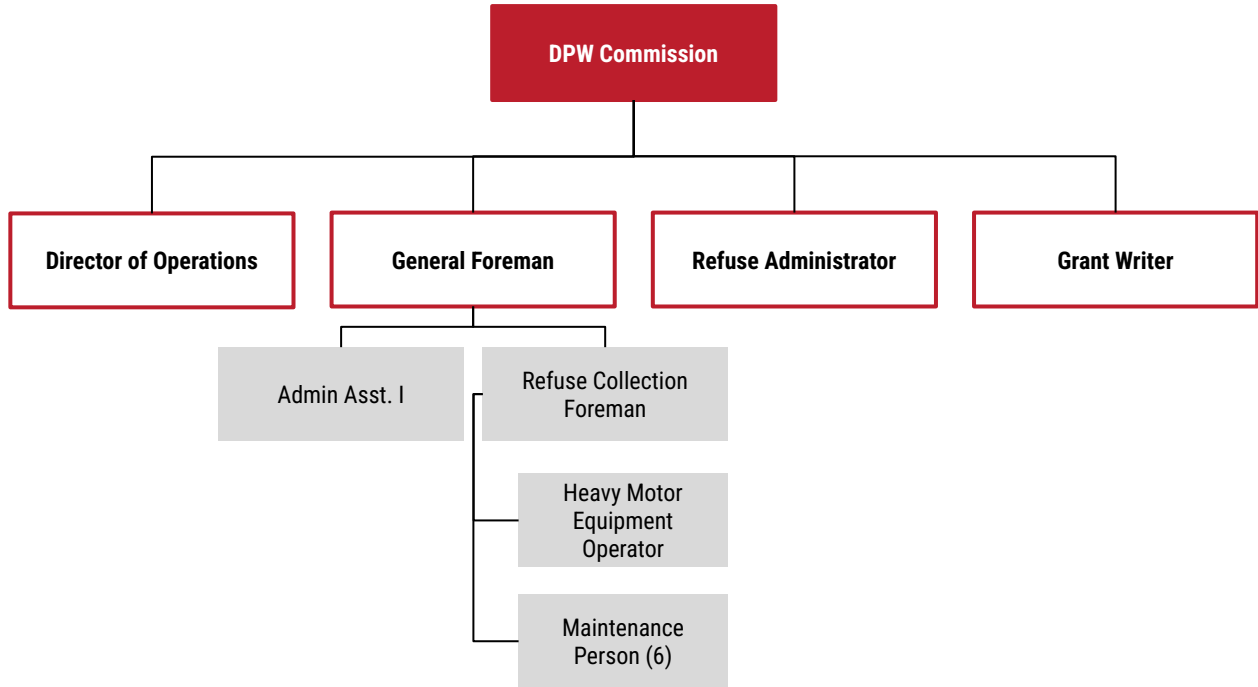 DPW Commission
Director of Operations
General Foreman
Refuse Administrator
Grant Writer
Admin Asst. I
Refuse Collection
Foreman
Heavy Motor
Equipment
Operator
Maintenance
Person (6)